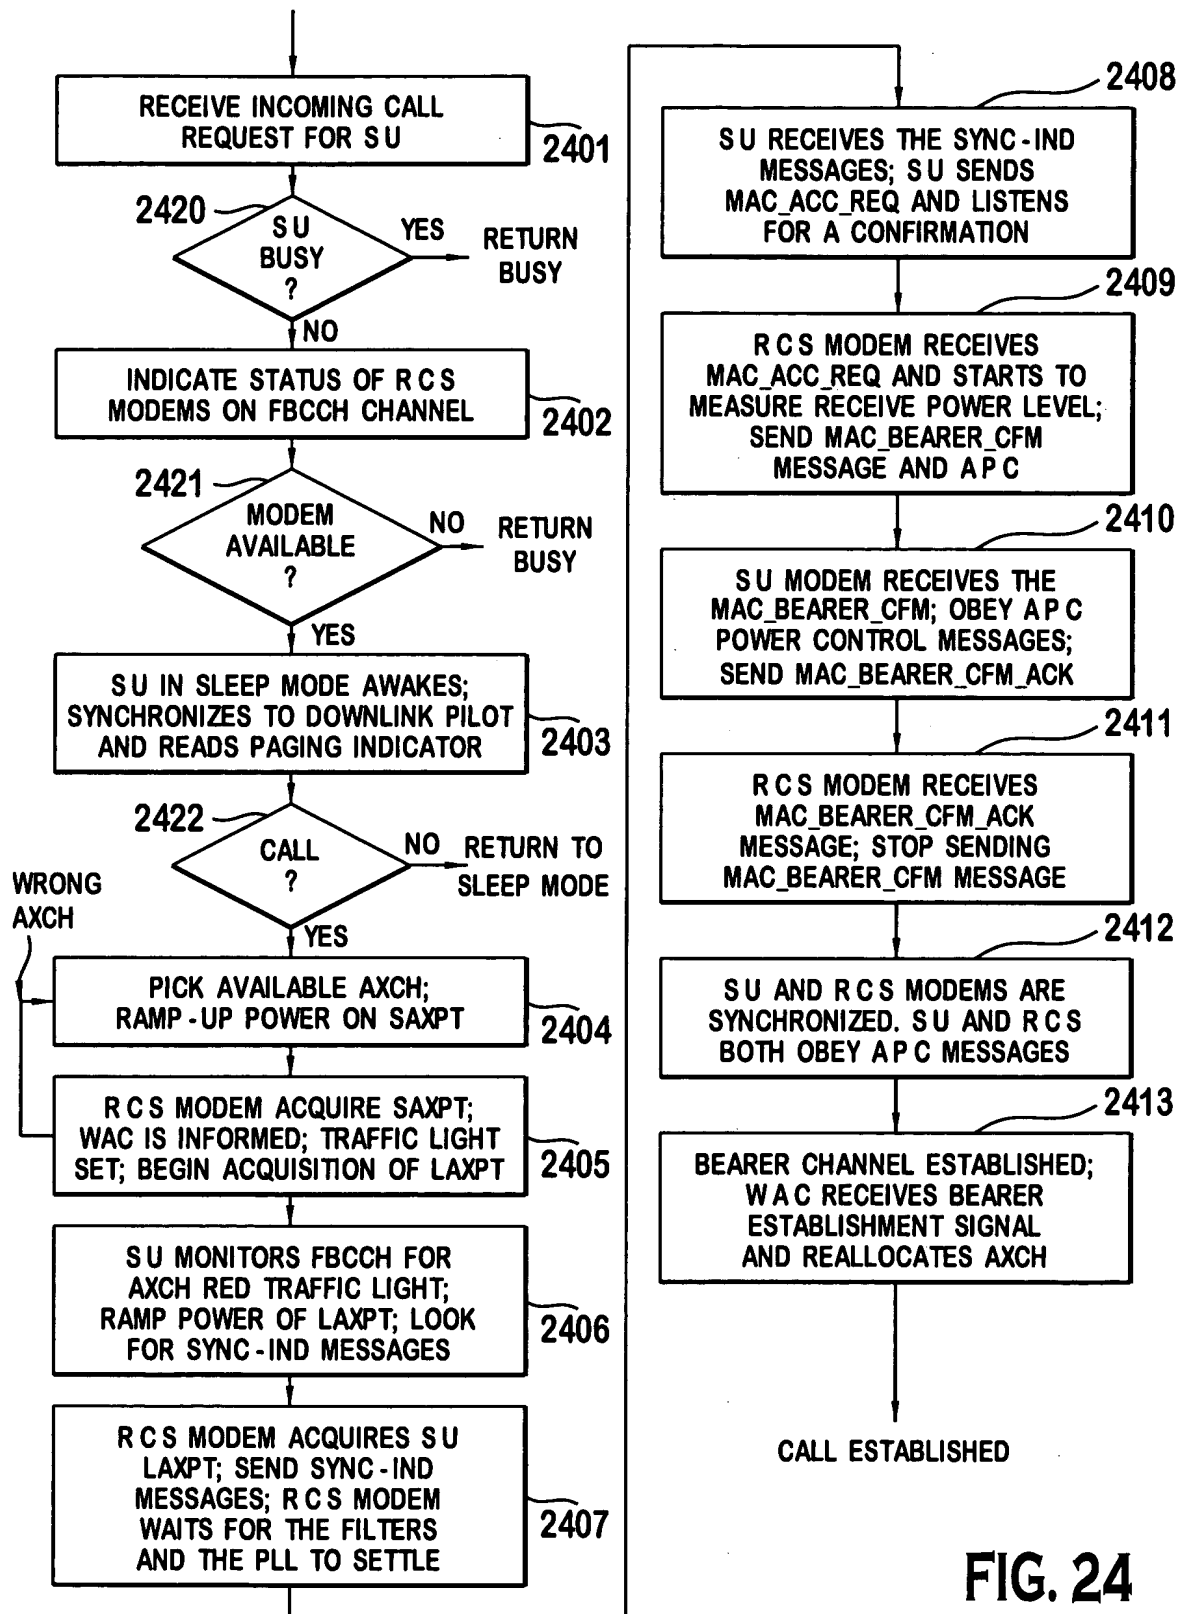 RECEIVE INCOMING CALL
REQUEST FOR SU
2401
2420
SU
BUSY
?
YES
RETURN
BUSY
NO
INDICATE STATUS OF RCS
MODEMS ON FBCCH CHANNEL
2402
2421
MODEM
AVAILABLE
?
NO
RETURN
BUSY
YES
SU IN SLEEP MODE AWAKES;
SYNCHRONIZES TO DOWNLINK PILOT
AND READS PAGING INDICATOR
2403
2422
CALL
?
NO
RETURN TO
SLEEP MODE
YES
WRONG
AXCH
PICK AVAILABLE AXCH;
RAMP-UP POWER ON SAXPT
2404
RCS MODEM ACQUIRE SAXPT;
WAC IS INFORMED; TRAFFIC LIGHT
SET; BEGIN ACQUISITION OF LAXPT
2405
SU MONITORS FBCCH FOR
AXCH RED TRAFFIC LIGHT;
RAMP POWER OF LAXPT; LOOK
FOR SYNC-IND MESSAGES
2406
RCS MODEM ACQUIRES SU
LAXPT; SEND SYNC-IND
MESSAGES; RCS MODEM
WAITS FOR THE FILTERS
AND THE PLL TO SETTLE
2407
2408
SU RECEIVES THE SYNC-IND
MESSAGES; SU SENDS
MAC_ACC_REQ AND LISTENS
FOR A CONFIRMATION
2409
RCS MODEM RECEIVES
MAC_ACC_REQ AND STARTS TO
MEASURE RECEIVE POWER LEVEL;
SEND MAC_BEARER_CFM
MESSAGE AND APC
2410
SU MODEM RECEIVES THE
MAC_BEARER_CFM; OBEY APC
POWER CONTROL MESSAGES;
SEND MAC_BEARER_CFM_ACK
2411
RCS MODEM RECEIVES
MAC_BEARER_CFM_ACK
MESSAGE; STOP SENDING
MAC_BEARER_CFM MESSAGE
2412
SU AND RCS MODEMS ARE
SYNCHRONIZED. SU AND RCS
BOTH OBEY APC MESSAGES
2413
BEARER CHANNEL ESTABLISHED;
WAC RECEIVES BEARER
ESTABLISHMENT SIGNAL
AND REALLOCATES AXCH
CALL ESTABLISHED
FIG. 24